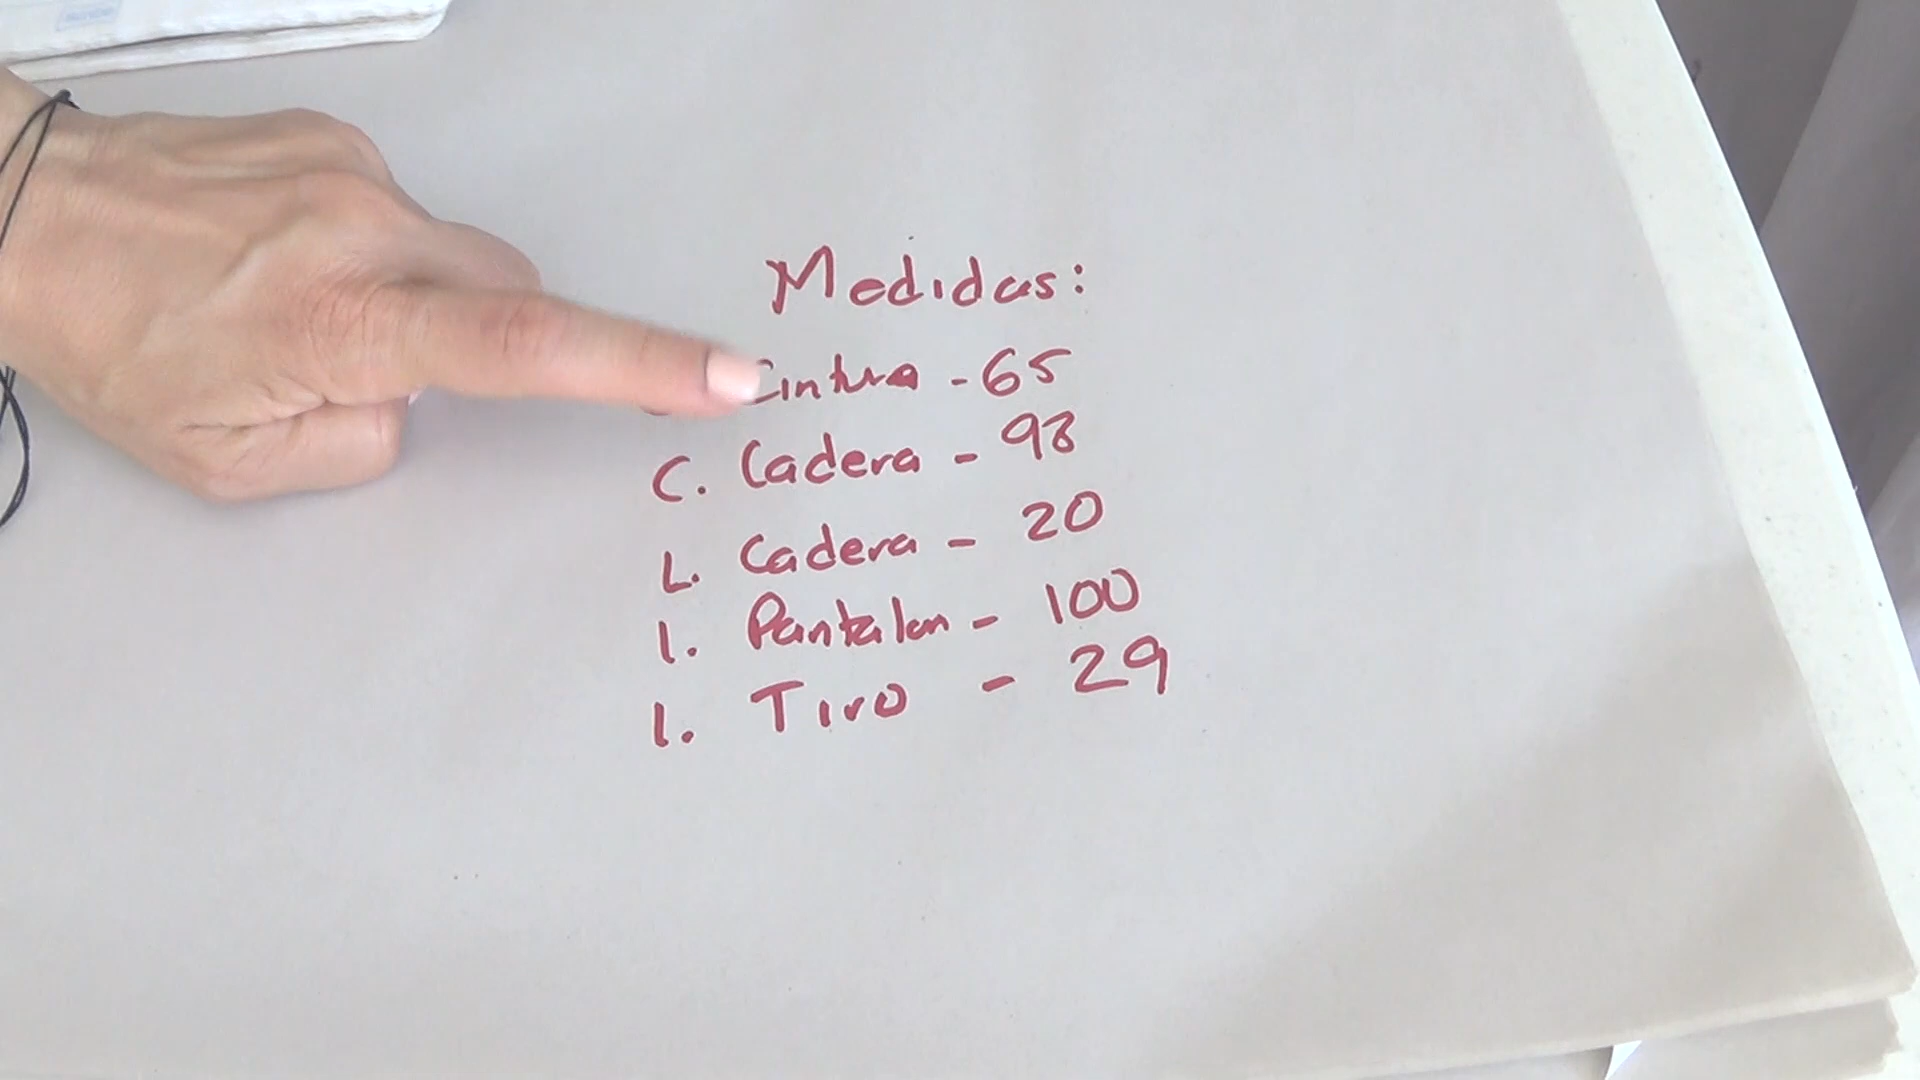 Medidas:
Cintura - 65
C. Cadera - 98
L. Cadera - 20
l. Pantalon - 100
l. Tiro - 29